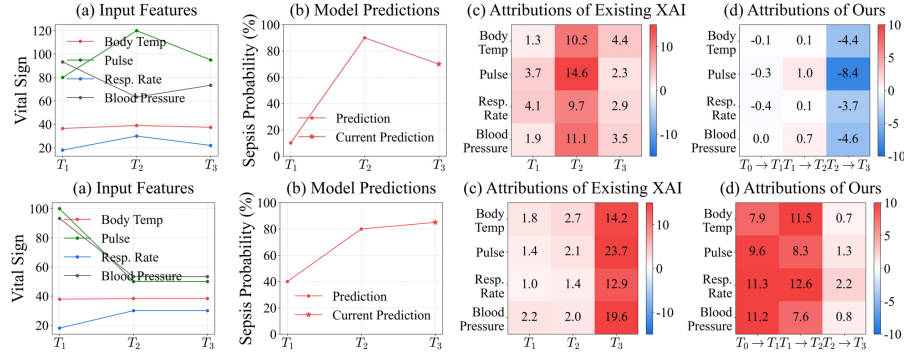 (a) Input Features
Vital Sign
120
100
80
60
40
20
Body Temp
Pulse
Resp. Rate
Blood Pressure
T1 T2 T3
(b) Model Predictions
Sepsis Probability (%)
80
60
40
20
Prediction
Current Prediction
T1 T2 T3
(c) Attributions of Existing XAI
Body Temp 1.3 10.5 4.4
Pulse 3.7 14.6 2.3
Resp. Rate 4.1 9.7 2.9
Blood Pressure 1.9 11.1 3.5
T1 T2 T3
10
0
-10
(d) Attributions of Ours
Body Temp -0.1 0.1 -4.4
Pulse -0.3 1.0 -8.4
Resp. Rate -0.4 0.1 -3.7
Blood Pressure 0.0 0.7 -4.6
T0 → T1 T1 → T2 T2 → T3
10
5
0
-5
-10
(a) Input Features
Vital Sign
100
80
60
40
20
Body Temp
Pulse
Resp. Rate
Blood Pressure
T1 T2 T3
(b) Model Predictions
Sepsis Probability (%)
80
60
40
20
Prediction
Current Prediction
T1 T2 T3
(c) Attributions of Existing XAI
Body Temp 1.8 2.7 14.2
Pulse 1.4 2.1 23.7
Resp. Rate 1.0 1.4 12.9
Blood Pressure 2.2 2.0 19.6
T1 T2 T3
10
0
-10
(d) Attributions of Ours
Body Temp 7.9 11.5 0.7
Pulse 9.6 8.3 1.3
Resp. Rate 11.3 12.6 2.2
Blood Pressure 11.2 7.6 0.8
T0 → T1 T1 → T2 T2 → T3
10
5
0
-5
-10